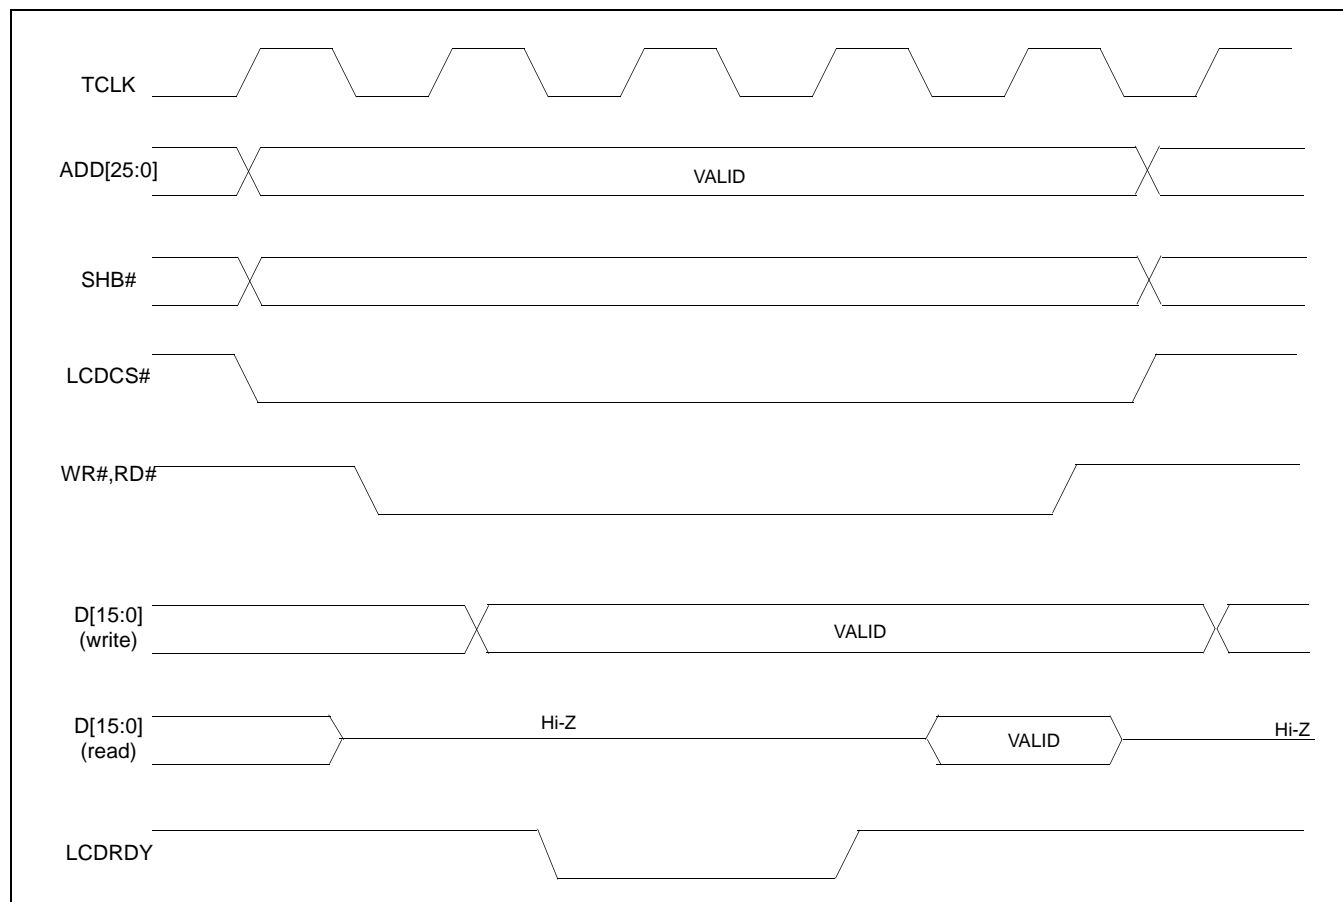 TCLK
ADD[25:0]
VALID
SHB#
LCDCS#
WR#,RD#
D[15:0]
(write)
VALID
D[15:0]
(read)
Hi-Z
VALID
Hi-Z
LCDRDY